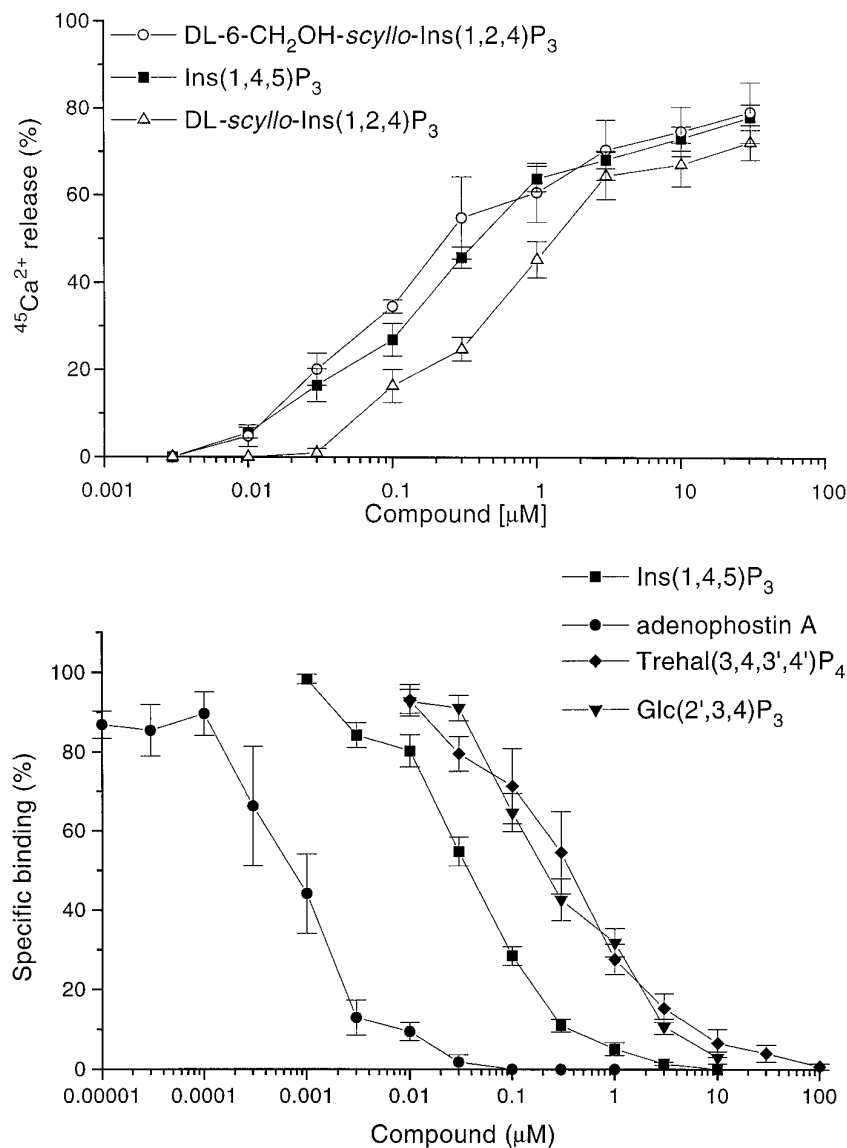 100
80
60
40
20
0
⁴⁵Ca²⁺ release (%)
DL-6-CH₂OH-scyllo-Ins(1,2,4)P₃
Ins(1,4,5)P₃
DL-scyllo-Ins(1,2,4)P₃
0.001 0.01 0.1 1 10 100
Compound [μM]
Ins(1,4,5)P₃
adenophostin A
Trehal(3,4,3',4')P₄
Glc(2',3,4)P₃
100
80
60
40
20
0
Specific binding (%)
0.00001 0.0001 0.001 0.01 0.1 1 10 100
Compound (μM)